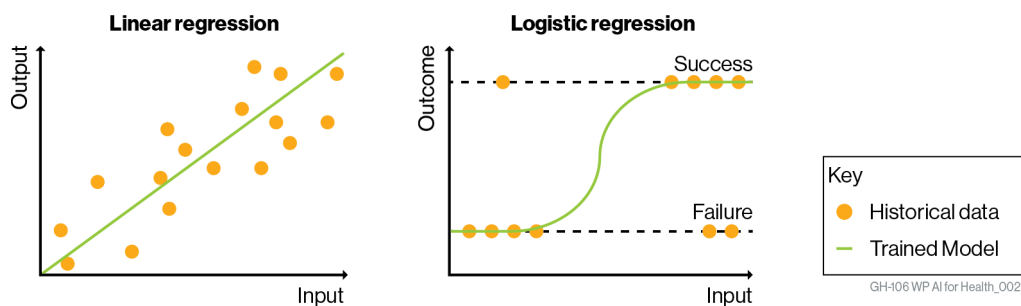 Linear regression
Output
Input
Logistic regression
Outcome
Success
Failure
Input
Key
Historical data
Trained Model
GH-106 WP AI for Health_002